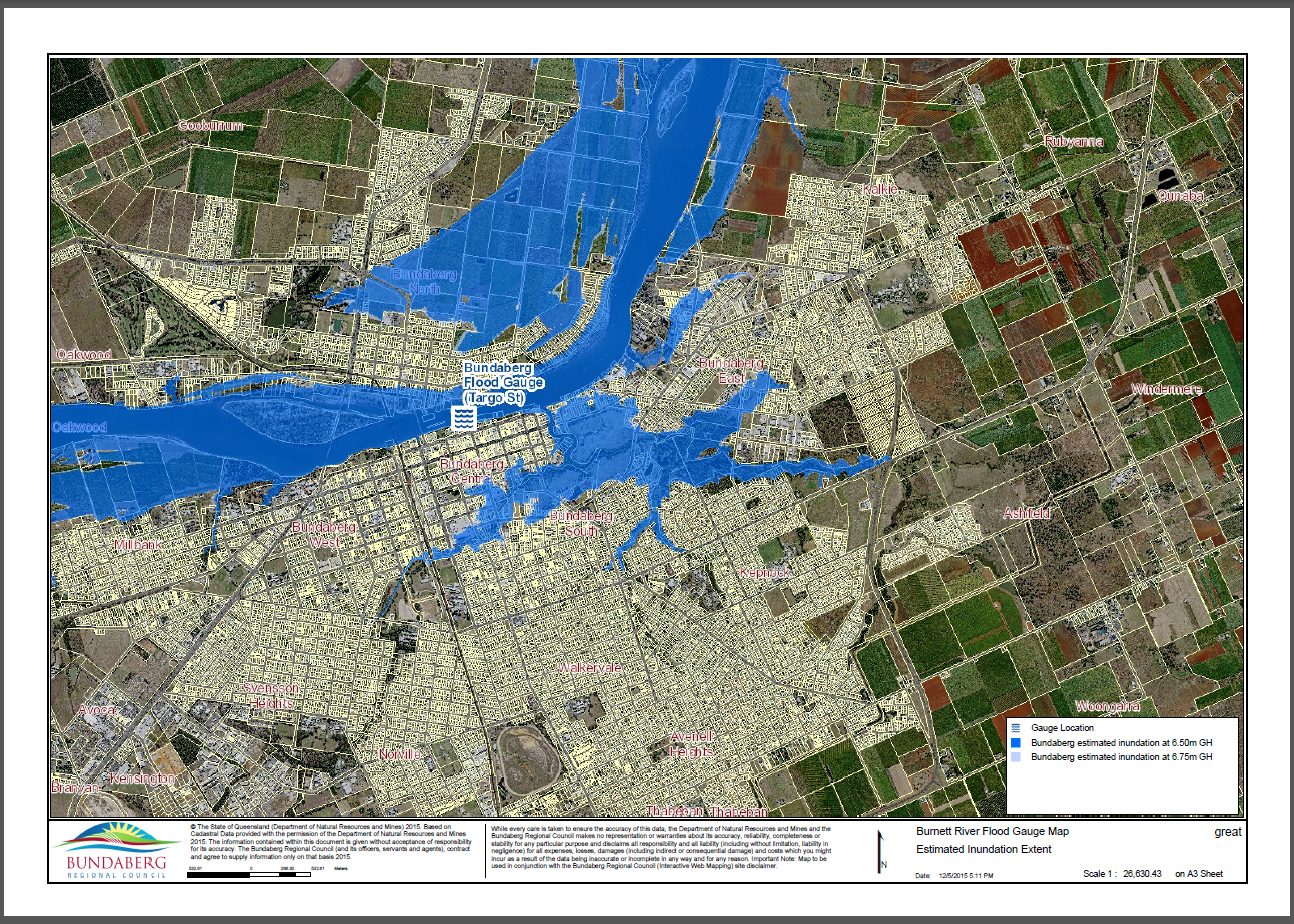 Gooburrum
Rubyanna
Kalkie
Qunaba
Bundaberg
North
Oakwood
Bundaberg
Flood Gauge
(Targo St)
Bundaberg
East
Windermere
Oakwood
Bundaberg
Central
Bundaberg
South
Ashfield
Bundaberg
West
Millbank
Kepnock
Walkervale
Svensson
Heights
Avoca
Woongarra
Avenell
Heights
Norville
Kensington
Branyan
Thabeban Thabeban
Gauge Location
Bundaberg estimated inundation at 6.50m GH
Bundaberg estimated inundation at 6.75m GH
BUNDABERG
REGIONAL COUNCIL
© The State of Queensland (Department of Natural Resources and Mines) 2015. Based on
Cadastral Data provided with the permission of the Department of Natural Resources and Mines
2015. The information contained within this document is given without acceptance of responsibility
for its accuracy. The Bundaberg Regional Council (and its officers, servants and agents), contract
and agree to supply information only on that basis 2015.
532.61 0 266.30 532.61 Meters
While every care is taken to ensure the accuracy of this data, the Department of Natural Resources and Mines and the
Bundaberg Regional Council makes no representation or warranties about its accuracy, reliability, completeness or
stability for any particular purpose and disclaims all responsibility and all liability (including without limitation, liability in
negligence) for all expenses, losses, damages (including indirect or consequential damage) and costs which you might
incur as a result of the data being inaccurate or incomplete in any way and for any reason. Important Note: Map to be
used in conjunction with the Bundaberg Regional Council (Interactive Web Mapping) site disclaimer.
N
Burnett River Flood Gauge Map
great
Estimated Inundation Extent
Date: 12/5/2015 5:11 PM
Scale 1 : 26,630.43 on A3 Sheet